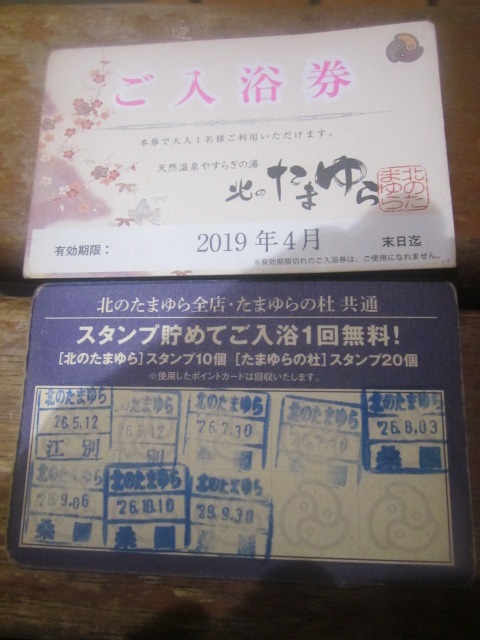 ご入浴券
本券で大人1名様ご利用いただけます。
天然温泉やすらぎの湯
北のたまゆら
北のた
まゆら
有効期限：
2019年4月
末日迄
※有効期限切れのご入浴券は、ご使用になれません。
北のたまゆら全店・たまゆらの杜 共通
スタンプ貯めてご入浴1回無料!
[北のたまゆら]スタンプ10個 [たまゆらの杜]スタンプ20個
※使用したポイントカードは回収いたします。
北のたまゆら
26.5.12
江別
北のたまゆら
26.5.12
別
北のたまゆら
26.7.30
北のたまゆら
26.7.30
北のたまゆら
26.8.03
桑園
北のたまゆら
26.9.06
桑園
北のたまゆら
26.10.10
桑園
北のたまゆら
29.9.30